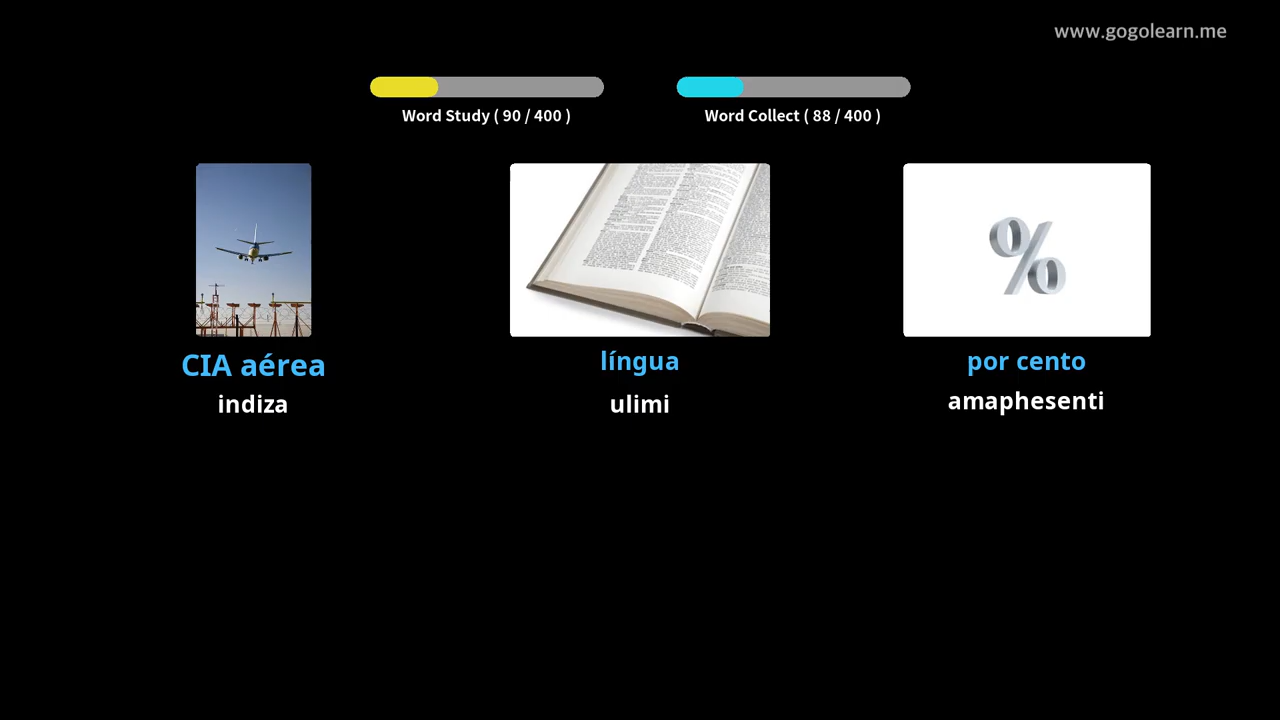 www.gogolearn.me
Word Study ( 90 / 400 )
Word Collect ( 88 / 400 )
CIA aérea
indiza
língua
ulimi
por cento
amaphesenti
%